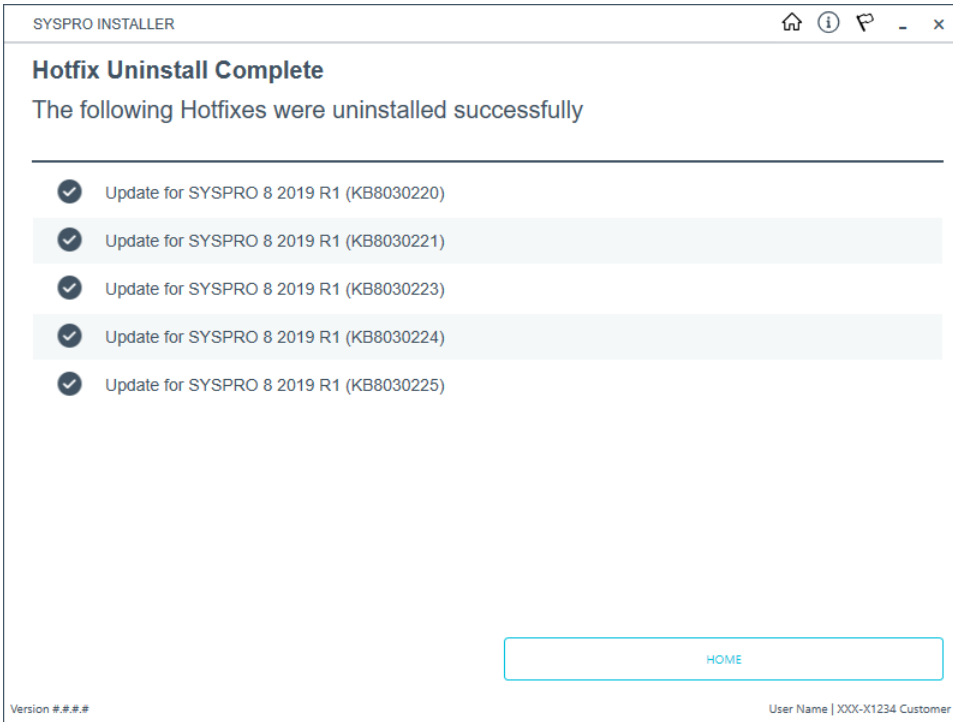 SYSPRO INSTALLER
Hotfix Uninstall Complete
The following Hotfixes were uninstalled successfully
Update for SYSPRO 8 2019 R1 (KB8030220)
Update for SYSPRO 8 2019 R1 (KB8030221)
Update for SYSPRO 8 2019 R1 (KB8030223)
Update for SYSPRO 8 2019 R1 (KB8030224)
Update for SYSPRO 8 2019 R1 (KB8030225)
HOME
Version #.#.#.# User Name | XXX-X1234 Customer